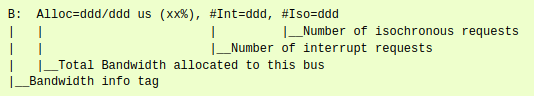 B:  Alloc=ddd/ddd us (xx%), #Int=ddd, #Iso=ddd
|   |                       |         |__Number of isochronous requests
|   |                       |__Number of interrupt requests
|   |__Total Bandwidth allocated to this bus
|__Bandwidth info tag